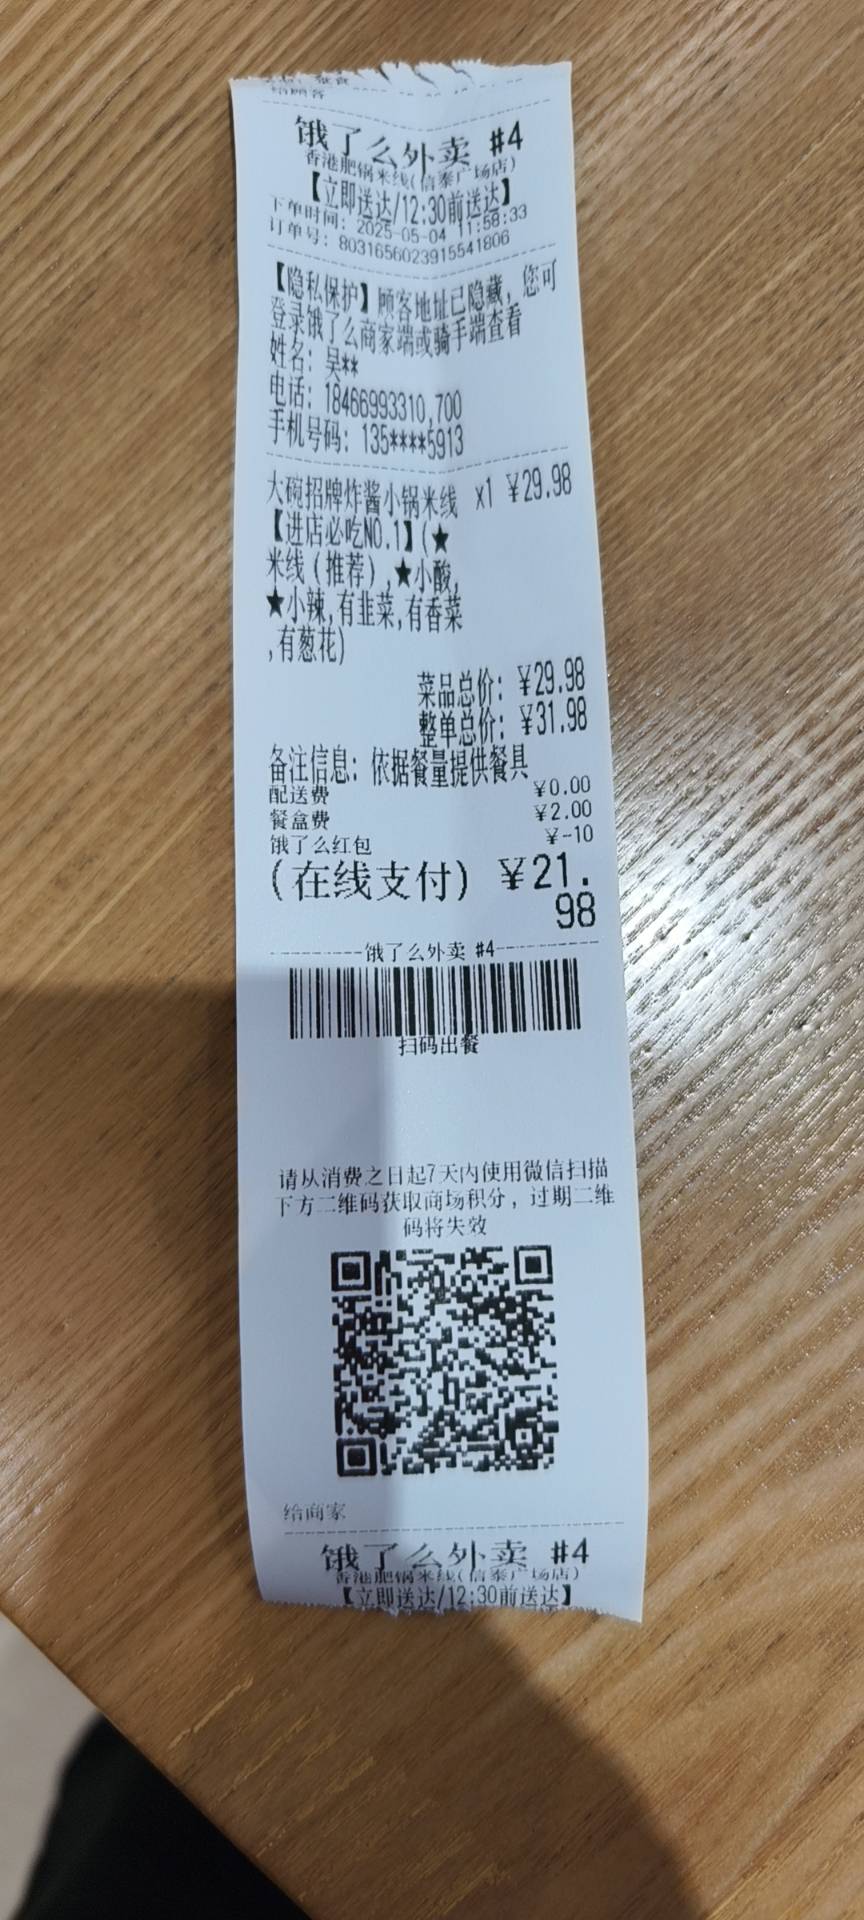 给顾客
饿了么外卖 #4
香港肥锅米线(信泰广场店)
【立即送达/12:30前送达】
下单时间: 2025-05-04 11:58:33
订单号: 8031656023915541806
【隐私保护】顾客地址已隐藏, 您可
登录饿了么商家端或骑手端查看
姓名: 吴**
电话: 18466993310,700
手机号码: 135****5913
大碗招牌炸酱小锅米线 x1 ¥29.98
【进店必吃NO.1】(★
米线(推荐),★小酸,
★小辣,有韭菜,有香菜
,有葱花)
菜品总价: ¥29.98
整单总价: ¥31.98
备注信息: 依据餐量提供餐具
配送费 ¥0.00
餐盒费 ¥2.00
饿了么红包 ¥-10
(在线支付) ¥21.
98
饿了么外卖 #4
扫码出餐
请从消费之日起7天内使用微信扫描
下方二维码获取商场积分, 过期二维
码将失效
给商家
饿了么外卖 #4
香港肥锅米线(信泰广场店)
【立即送达/12:30前送达】